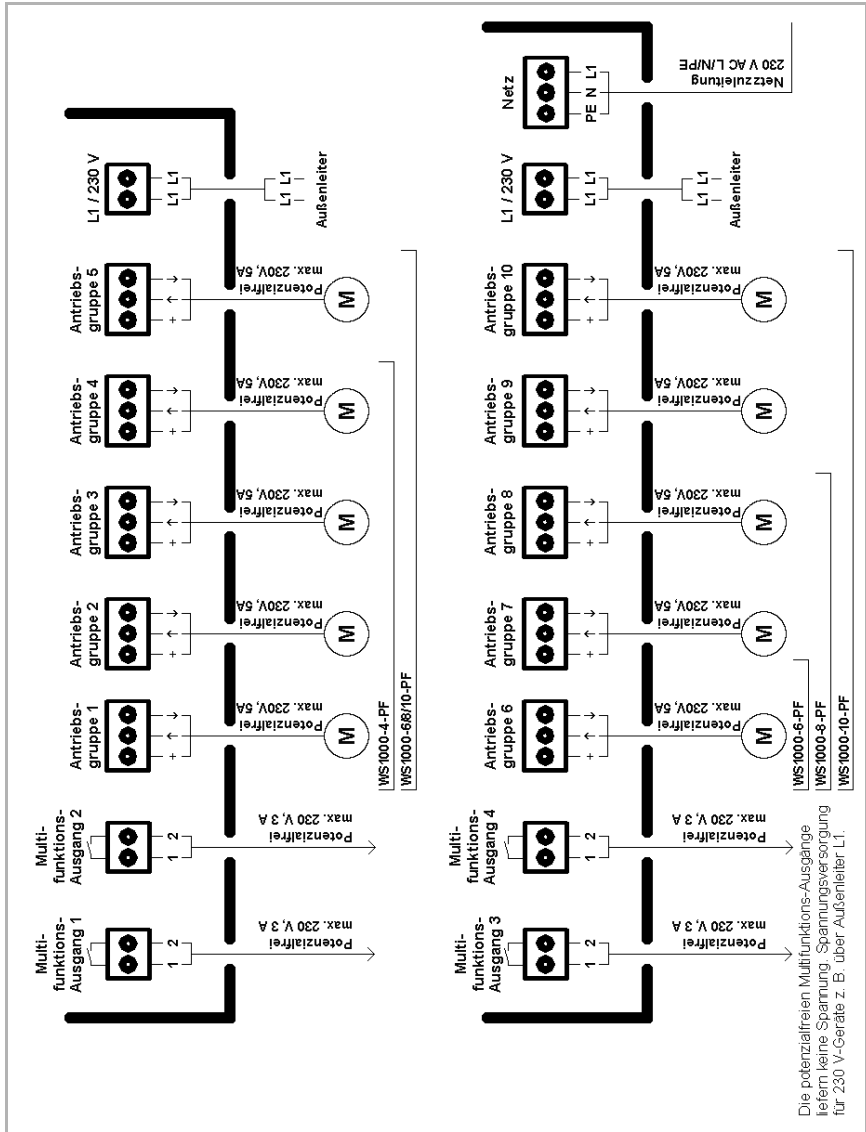 Multi-
funktions-
Ausgang 1
1 2
Potenzialfrei
max. 230 V, 3 A
Multi-
funktions-
Ausgang 2
1 2
Potenzialfrei
max. 230 V, 3 A
Antriebs-
gruppe 1
+ ← →
Potenzialfrei
max. 230V, 5A
M
Antriebs-
gruppe 2
+ ← →
Potenzialfrei
max. 230V, 5A
M
Antriebs-
gruppe 3
+ ← →
Potenzialfrei
max. 230V, 5A
M
Antriebs-
gruppe 4
+ ← →
Potenzialfrei
max. 230V, 5A
M
Antriebs-
gruppe 5
+ ← →
Potenzialfrei
max. 230V, 5A
M
L1 / 230 V
L1 L1
L1 L1
Außenleiter
WS1000-4-PF
WS1000-6/8/10-PF
Multi-
funktions-
Ausgang 3
1 2
Potenzialfrei
max. 230 V, 3 A
Multi-
funktions-
Ausgang 4
1 2
Potenzialfrei
max. 230 V, 3 A
Antriebs-
gruppe 6
+ ← →
Potenzialfrei
max. 230V, 5A
M
Antriebs-
gruppe 7
+ ← →
Potenzialfrei
max. 230V, 5A
M
Antriebs-
gruppe 8
+ ← →
Potenzialfrei
max. 230V, 5A
M
Antriebs-
gruppe 9
+ ← →
Potenzialfrei
max. 230V, 5A
M
Antriebs-
gruppe 10
+ ← →
Potenzialfrei
max. 230V, 5A
M
L1 / 230 V
L1 L1
L1 L1
Außenleiter
Netz
PE N L1
Netzzuleitung
230 V AC L/N/PE
WS1000-6-PF
WS1000-8-PF
WS1000-10-PF
Die potenzialfreien Multifunktions-Ausgänge
liefern keine Spannung. Spannungsversorgung
für 230 V-Geräte z. B. über Außenleiter L1.